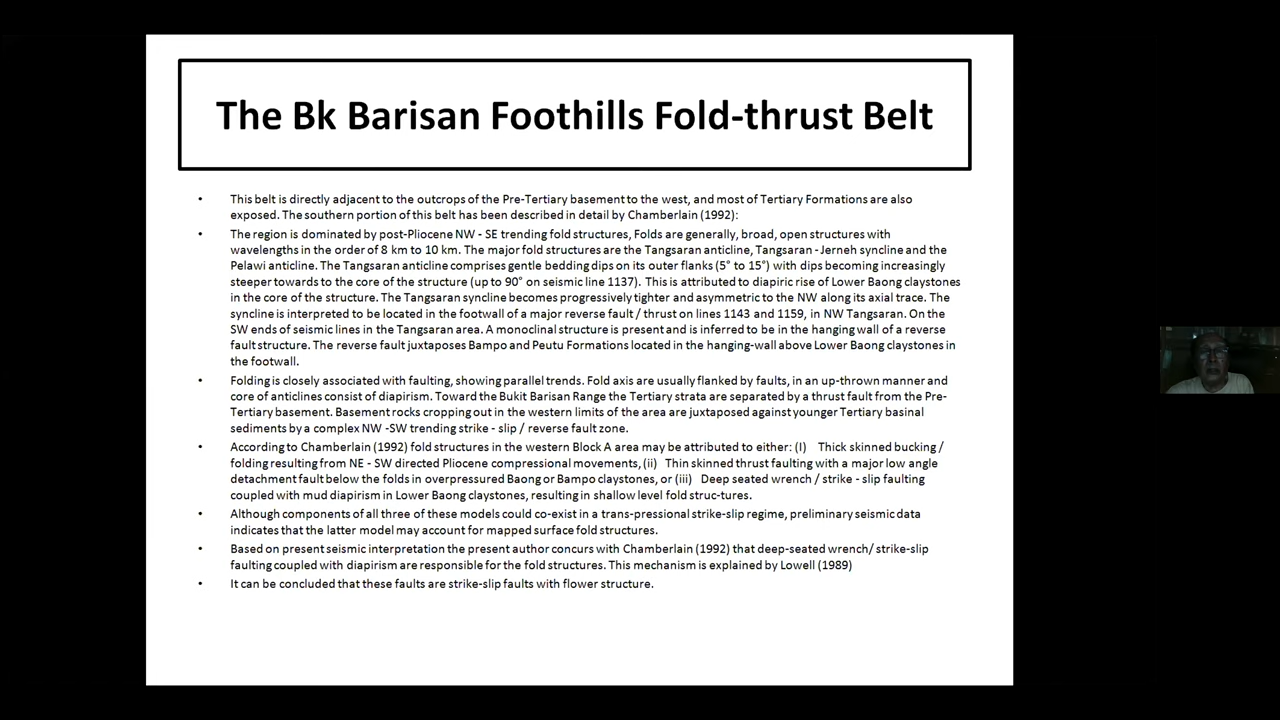 The Bk Barisan Foothills Fold-thrust Belt
• This belt is directly adjacent to the outcrops of the Pre-Tertiary basement to the west, and most of Tertiary Formations are also
exposed. The southern portion of this belt has been described in detail by Chamberlain (1992):
• The region is dominated by post-Pliocene NW - SE trending fold structures, Folds are generally, broad, open structures with
wavelengths in the order of 8 km to 10 km. The major fold structures are the Tangsaran anticline, Tangsaran - Jerneh syncline and the
Pelawi anticline. The Tangsaran anticline comprises gentle bedding dips on its outer flanks (5° to 15°) with dips becoming increasingly
steeper towards to the core of the structure (up to 90° on seismic line 1137). This is attributed to diapiric rise of Lower Baong claystones
in the core of the structure. The Tangsaran syncline becomes progressively tighter and asymmetric to the NW along its axial trace. The
syncline is interpreted to be located in the footwall of a major reverse fault / thrust on lines 1143 and 1159, in NW Tangsaran. On the
SW ends of seismic lines in the Tangsaran area. A monoclinal structure is present and is inferred to be in the hanging wall of a reverse
fault structure. The reverse fault juxtaposes Bampo and Peutu Formations located in the hanging-wall above Lower Baong claystones in
the footwall.
• Folding is closely associated with faulting, showing parallel trends. Fold axis are usually flanked by faults, in an up-thrown manner and
core of anticlines consist of diapirism. Toward the Bukit Barisan Range the Tertiary strata are separated by a thrust fault from the Pre-
Tertiary basement. Basement rocks cropping out in the western limits of the area are juxtaposed against younger Tertiary basinal
sediments by a complex NW -SW trending strike - slip / reverse fault zone.
• According to Chamberlain (1992) fold structures in the western Block A area may be attributed to either: (I) Thick skinned bucking /
folding resulting from NE - SW directed Pliocene compressional movements, (ii) Thin skinned thrust faulting with a major low angle
detachment fault below the folds in overpressured Baong or Bampo claystones, or (iii) Deep seated wrench / strike - slip faulting
coupled with mud diapirism in Lower Baong claystones, resulting in shallow level fold struc-tures.
• Although components of all three of these models could co-exist in a trans-pressional strike-slip regime, preliminary seismic data
indicates that the latter model may account for mapped surface fold structures.
• Based on present seismic interpretation the present author concurs with Chamberlain (1992) that deep-seated wrench/ strike-slip
faulting coupled with diapirism are responsible for the fold structures. This mechanism is explained by Lowell (1989)
• It can be concluded that these faults are strike-slip faults with flower structure.